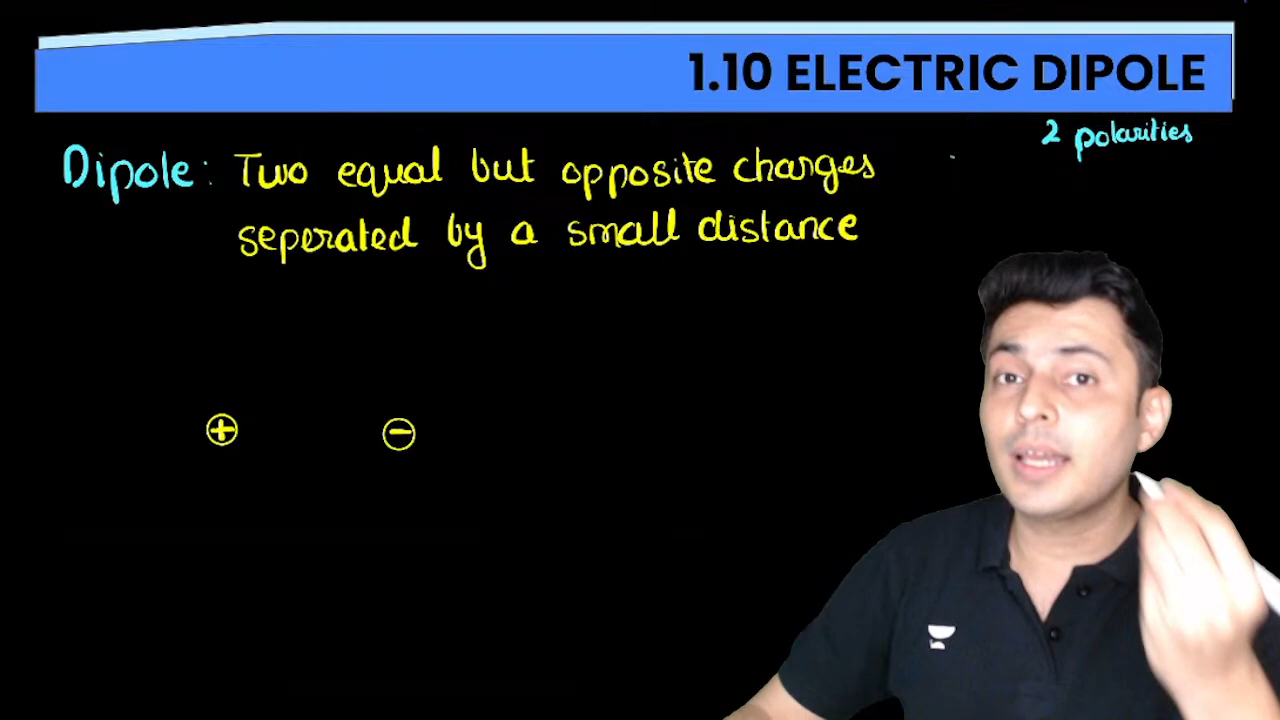 1.10 ELECTRIC DIPOLE
2 polarities
Dipole: Two equal but opposite charges
seperated by a small distance
+ −